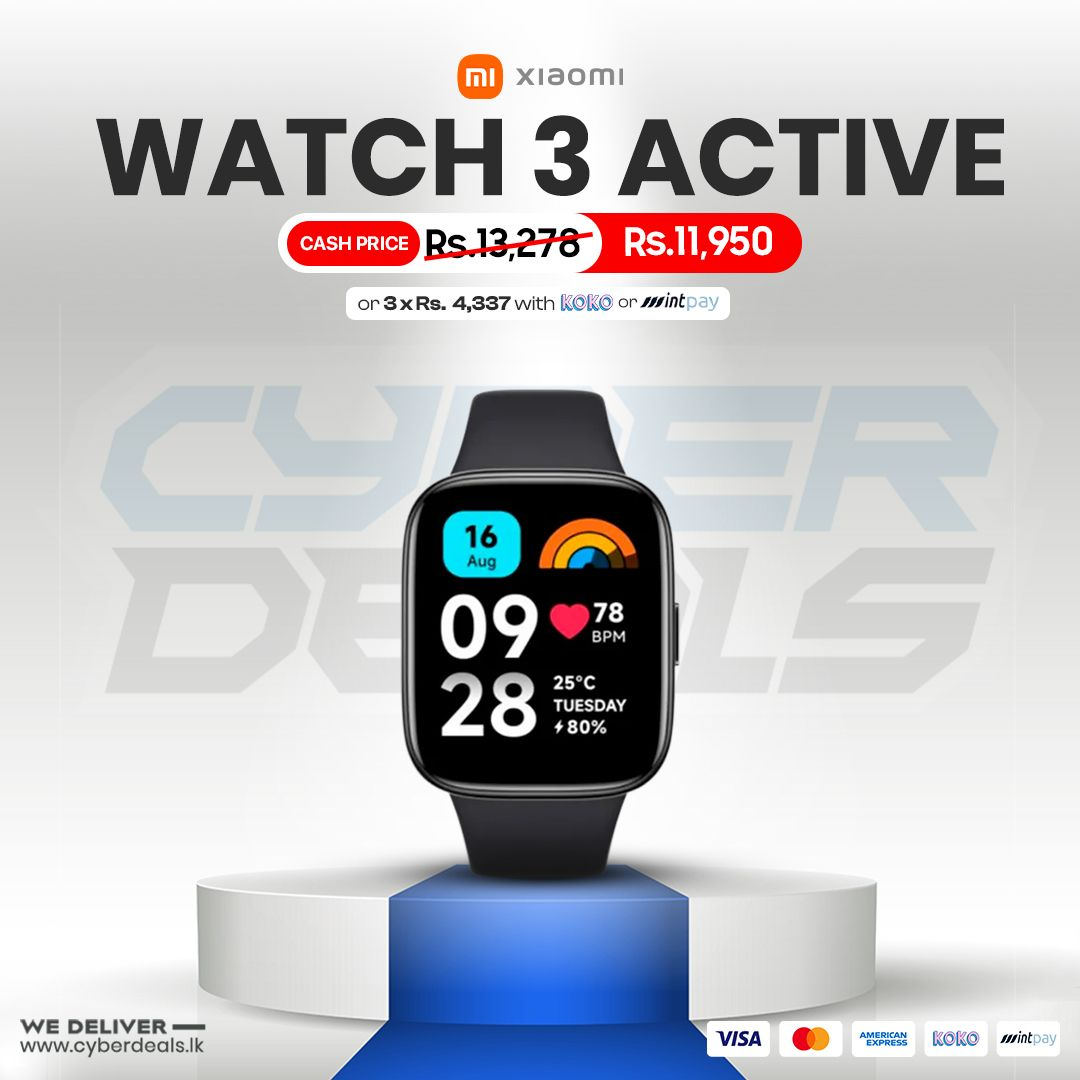 mi xiaomi
WATCH 3 ACTIVE
CASH PRICE Rs.13,278 Rs.11,950
or 3 x Rs. 4,337 with KOKO or mintpay
CYBER
DEALS
16
Aug
09 78
BPM
28 25°C
TUESDAY
80%
WE DELIVER
www.cyberdeals.lk
VISA AMERICAN EXPRESS KOKO mintpay